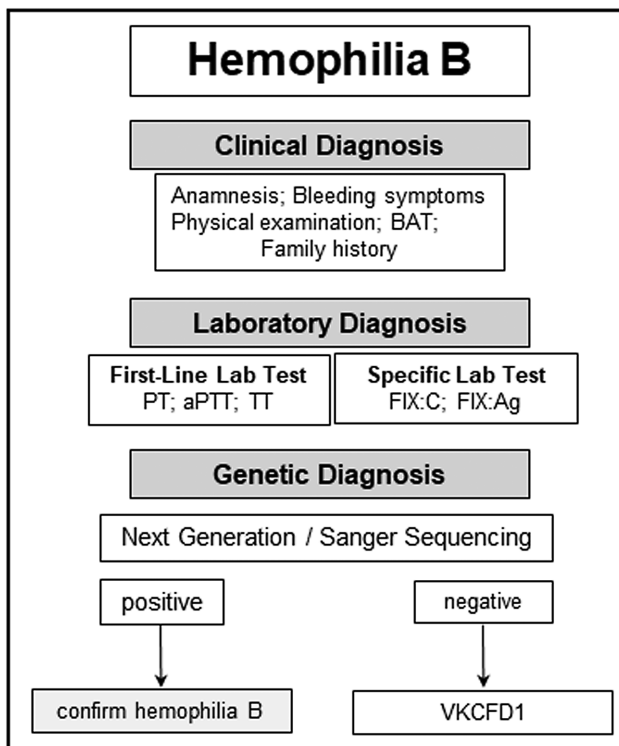 Hemophilia B
Clinical Diagnosis
Anamnesis; Bleeding symptoms
Physical examination; BAT;
Family history
Laboratory Diagnosis
First-Line Lab Test
PT; aPTT; TT
Specific Lab Test
FIX:C; FIX:Ag
Genetic Diagnosis
Next Generation / Sanger Sequencing
positive
negative
confirm hemophilia B
VKCFD1